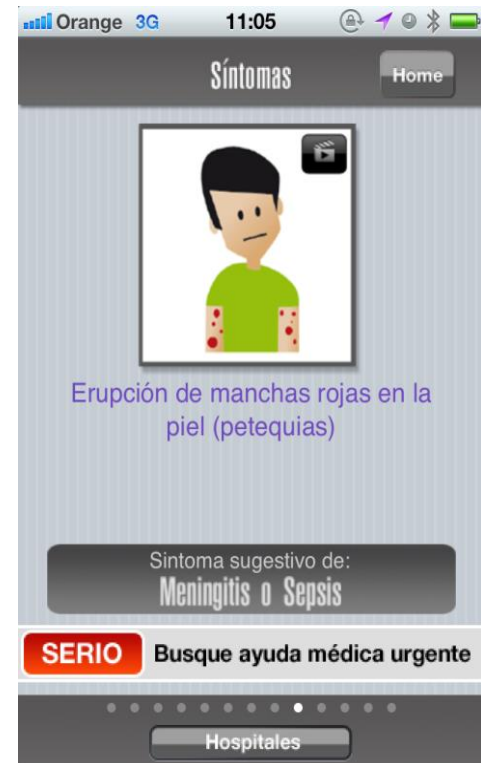 Orange 3G 11:05
Síntomas
Home
Erupción de manchas rojas en la
piel (petequias)
Sintoma sugestivo de:
Meningitis o Sepsis
SERIO Busque ayuda médica urgente
Hospitales